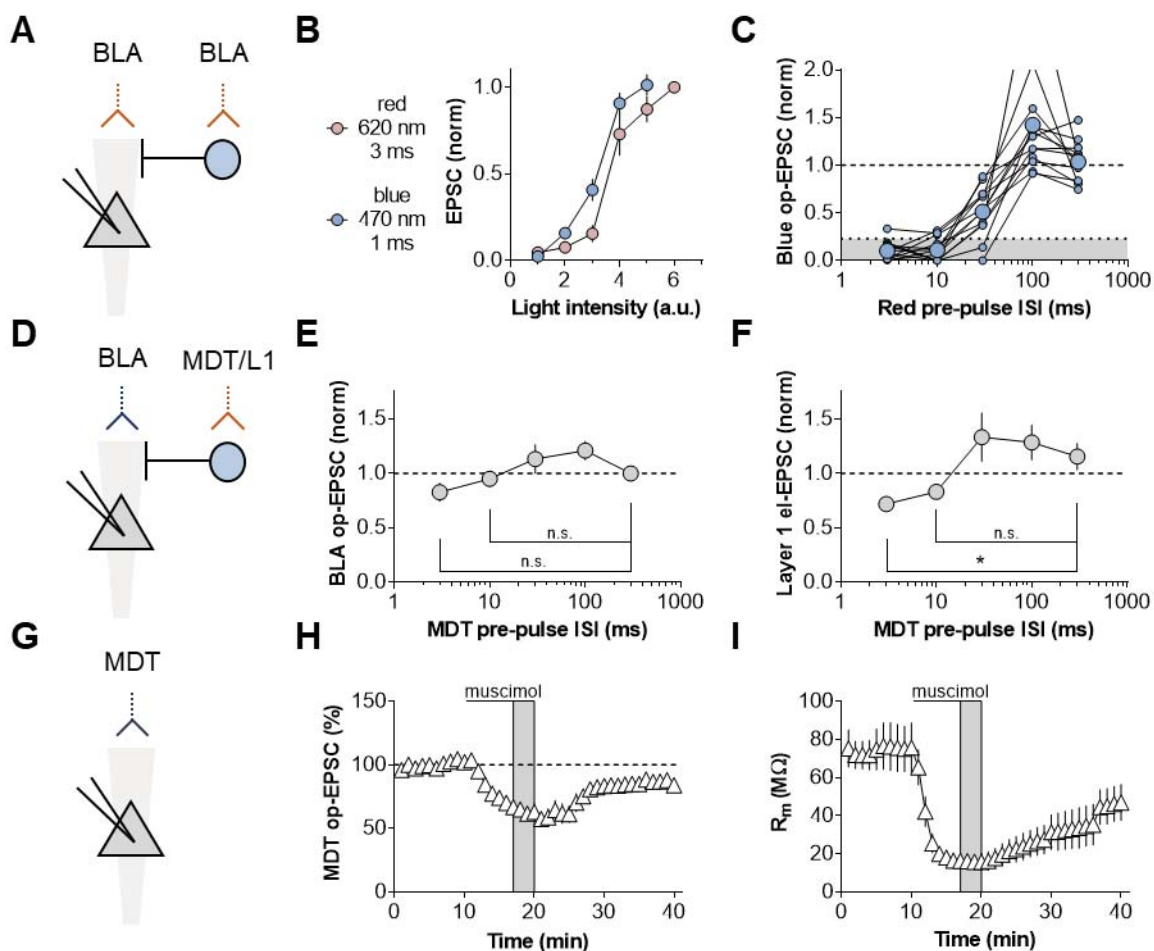 A
BLA
BLA
B
red
620 nm
3 ms
blue
470 nm
1 ms
EPSC (norm)
1.0
0.5
0.0
0 2 4 6
Light intensity (a.u.)
C
Blue op-EPSC (norm)
2.0
1.5
1.0
0.5
0.0
1 10 100 1000
Red pre-pulse ISI (ms)
D
BLA
MDT/L1
E
BLA op-EPSC (norm)
1.5
1.0
0.5
0.0
n.s.
n.s.
1 10 100 1000
MDT pre-pulse ISI (ms)
F
Layer 1 el-EPSC (norm)
1.5
1.0
0.5
0.0
n.s.
*
1 10 100 1000
MDT pre-pulse ISI (ms)
G
MDT
H
MDT op-EPSC (%)
muscimol
150
100
50
0
0 10 20 30 40
Time (min)
I
Rm (MΩ)
muscimol
100
80
60
40
20
0
0 10 20 30 40
Time (min)